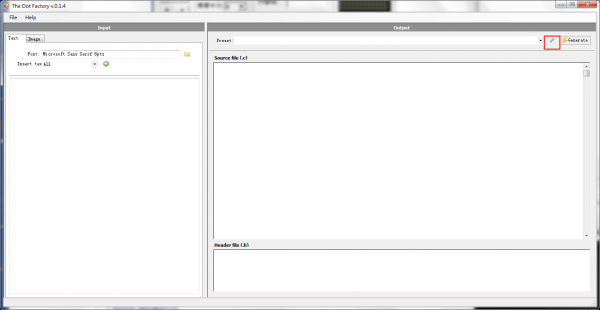 The Dot Factory v.0.1.4
File Help
Input
Output
Text Image
Font: Microsoft Sans Serif 8pts
Preset
Generate
Insert tex All
Source file (.c)
Header file (.h)